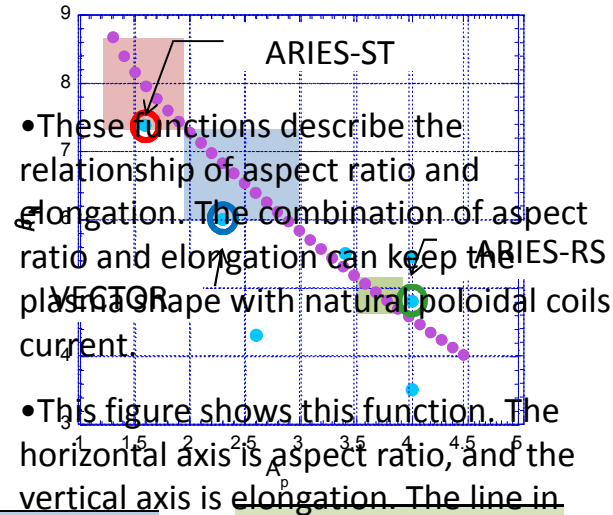 9
ARIES-ST
8
•These functions describe the
7
relationship of aspect ratio and
6
elongation. The combination of aspect
ratio and elongation can keep the
ARIES-RS
VECTOR
plasma shape with natural poloidal coils
current.
4
•This figure shows this function. The
3
1 1.5 2 2.5 3 3.5 4 4.5 5
horizontal axis is aspect ratio, and the
Ap
vertical axis is elongation. The line in